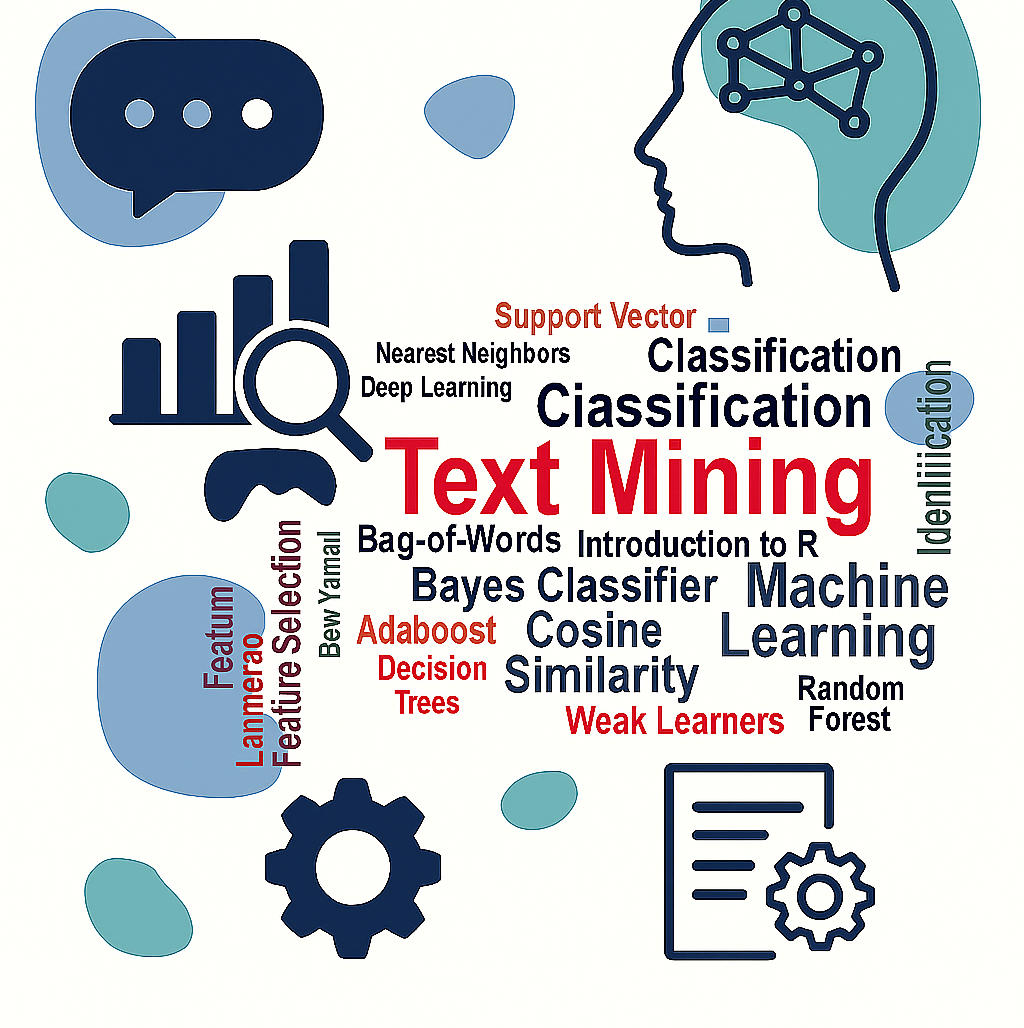 Support Vector
Nearest Neighbors
Classification
Deep Learning
Ciassification
Text Mining
Idenliiication
Bag-of-Words
Introduction to R
Bayes Classifier
Machine
Learning
Adaboost
Cosine
Similarity
Decision
Trees
Random
Forest
Weak Learners
Featum
Lanmerao
Feature Selection
Bew Yamaıl